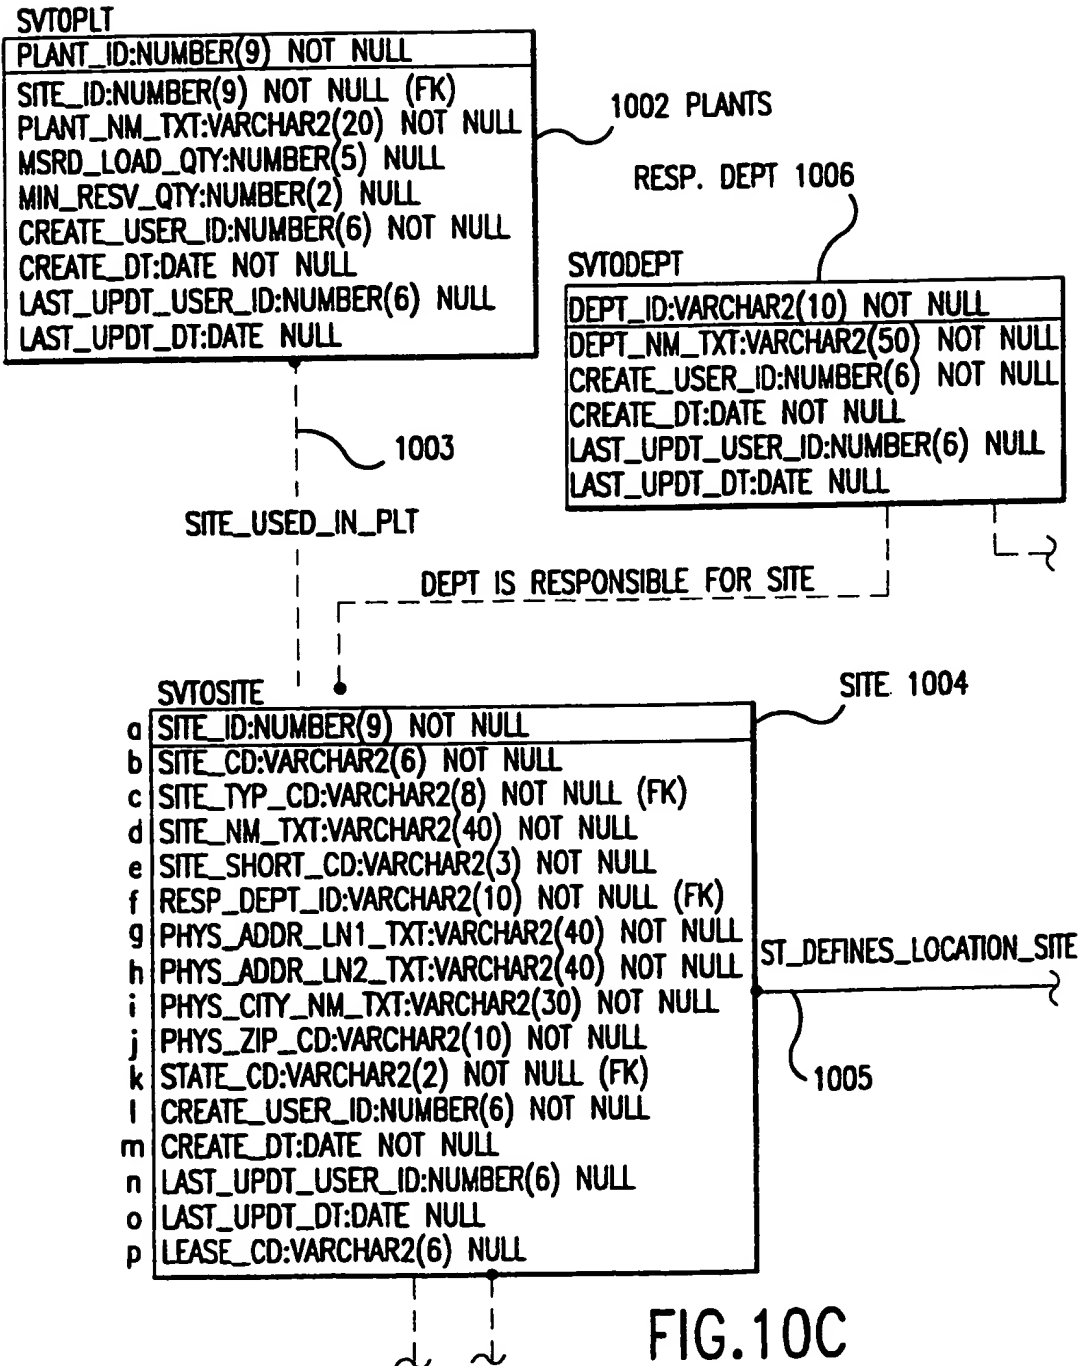 SVTOPLT
PLANT_ID:NUMBER(9) NOT NULL
SITE_ID:NUMBER(9) NOT NULL (FK)
PLANT_NM_TXT:VARCHAR2(20) NOT NULL
MSRD_LOAD_QTY:NUMBER(5) NULL
MIN_RESV_QTY:NUMBER(2) NULL
CREATE_USER_ID:NUMBER(6) NOT NULL
CREATE_DT:DATE NOT NULL
LAST_UPDT_USER_ID:NUMBER(6) NULL
LAST_UPDT_DT:DATE NULL
1002 PLANTS
RESP. DEPT 1006
SVTODEPT
DEPT_ID:VARCHAR2(10) NOT NULL
DEPT_NM_TXT:VARCHAR2(50) NOT NULL
CREATE_USER_ID:NUMBER(6) NOT NULL
CREATE_DT:DATE NOT NULL
LAST_UPDT_USER_ID:NUMBER(6) NULL
LAST_UPDT_DT:DATE NULL
1003
SITE_USED_IN_PLT
DEPT IS RESPONSIBLE FOR SITE
SITE 1004
SVTOSITE
a SITE_ID:NUMBER(9) NOT NULL
b SITE_CD:VARCHAR2(6) NOT NULL
c SITE_TYP_CD:VARCHAR2(8) NOT NULL (FK)
d SITE_NM_TXT:VARCHAR2(40) NOT NULL
e SITE_SHORT_CD:VARCHAR2(3) NOT NULL
f RESP_DEPT_ID:VARCHAR2(10) NOT NULL (FK)
g PHYS_ADDR_LN1_TXT:VARCHAR2(40) NOT NULL
h PHYS_ADDR_LN2_TXT:VARCHAR2(40) NOT NULL
i PHYS_CITY_NM_TXT:VARCHAR2(30) NOT NULL
j PHYS_ZIP_CD:VARCHAR2(10) NOT NULL
k STATE_CD:VARCHAR2(2) NOT NULL (FK)
l CREATE_USER_ID:NUMBER(6) NOT NULL
m CREATE_DT:DATE NOT NULL
n LAST_UPDT_USER_ID:NUMBER(6) NULL
o LAST_UPDT_DT:DATE NULL
p LEASE_CD:VARCHAR2(6) NULL
ST_DEFINES_LOCATION_SITE
1005
FIG.10C